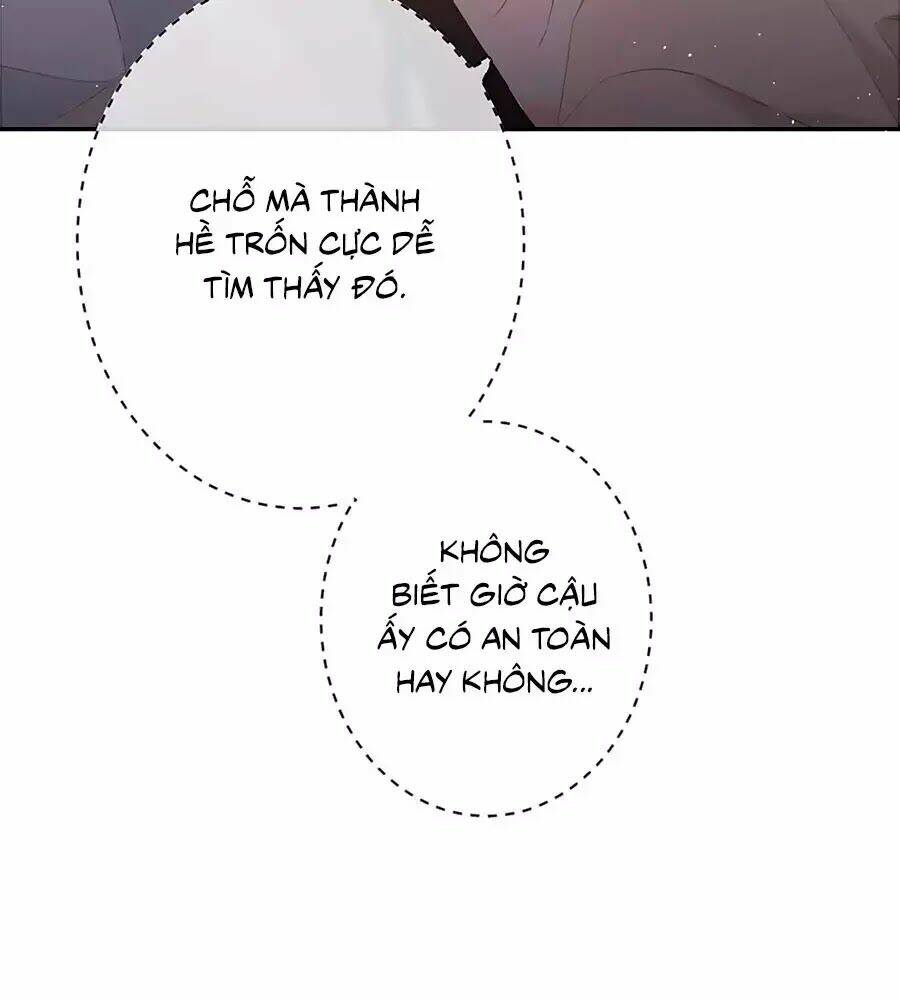 CHỖ MÀ THÀNH
HỀ TRỐN CỰC DỄ
TÌM THẤY ĐÓ.
KHÔNG
BIẾT GIỜ CẬU
ẤY CÓ AN TOÀN
HAY KHÔNG...